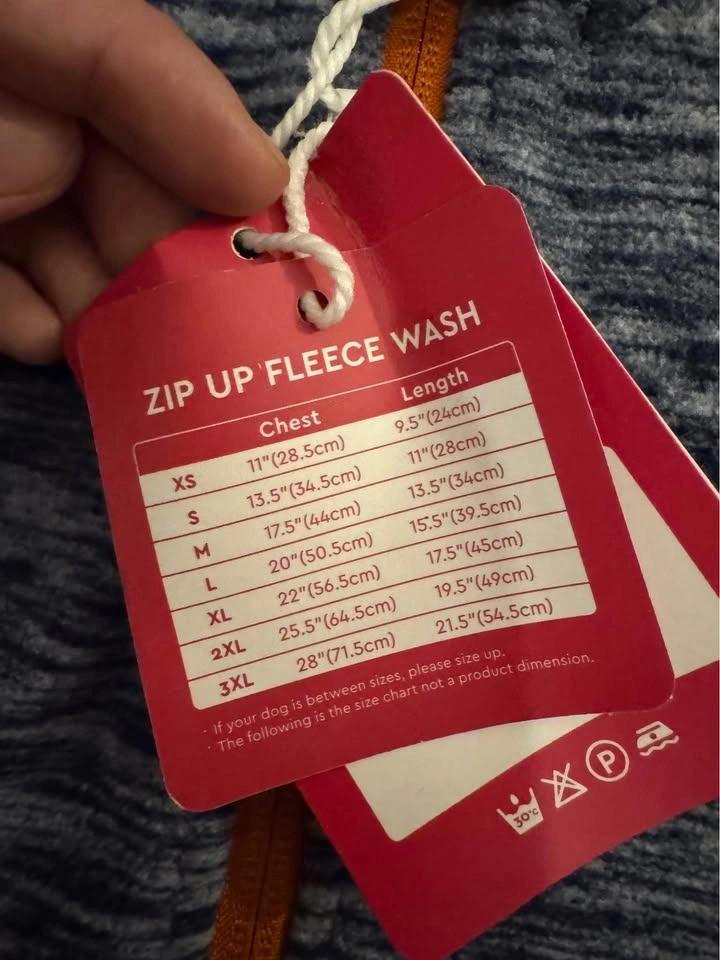 ZIP UP FLEECE WASH
Chest Length
XS 11"(28.5cm) 9.5"(24cm)
S 13.5"(34.5cm) 11"(28cm)
M 17.5"(44cm) 13.5"(34cm)
L 20"(50.5cm) 15.5"(39.5cm)
XL 22"(56.5cm) 17.5"(45cm)
2XL 25.5"(64.5cm) 19.5"(49cm)
3XL 28"(71.5cm) 21.5"(54.5cm)
· If your dog is between sizes, please size up.
· The following is the size chart not a product dimension.
30°C P